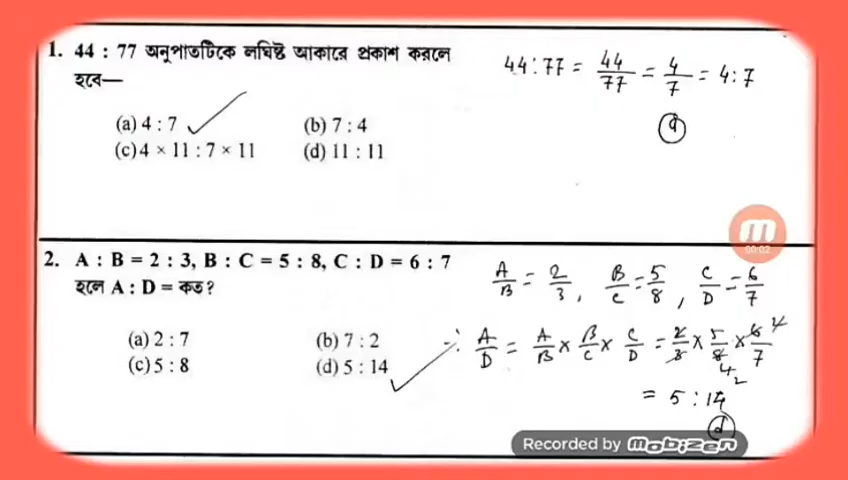 1. 44 : 77 অনুপাতটিকে লঘিষ্ট আকারে প্রকাশ করলে
হবে—
(a) 4 : 7 (b) 7 : 4
(c) 4 × 11 : 7 × 11 (d) 11 : 11
44:77 = 44/77 = 4/7 = 4:7
(a)
00:02
2. A : B = 2 : 3, B : C = 5 : 8, C : D = 6 : 7
হলে A : D = কত?
(a) 2 : 7 (b) 7 : 2
(c) 5 : 8 (d) 5 : 14
A/B = 2/3, B/C = 5/8, C/D = 6/7
∴ A/D = A/B × B/C × C/D = 2/3 × 5/8 × 6/7
= 5 : 14
(d)
Recorded by mobizen